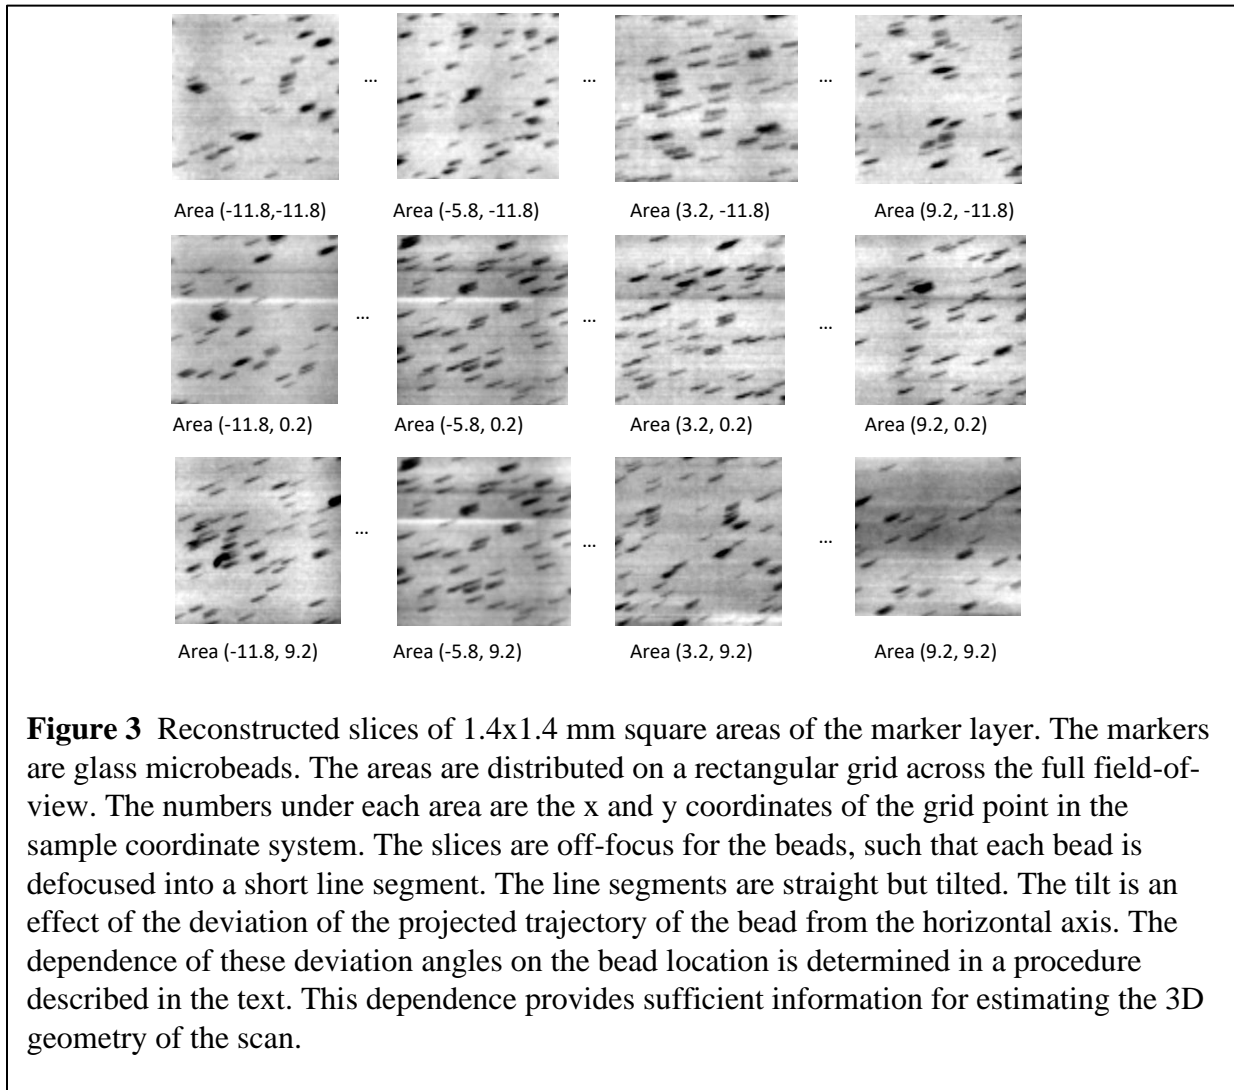 ... ... ...
Area (-11.8,-11.8) Area (-5.8, -11.8) Area (3.2, -11.8) Area (9.2, -11.8)
... ... ...
Area (-11.8, 0.2) Area (-5.8, 0.2) Area (3.2, 0.2) Area (9.2, 0.2)
... ... ...
Area (-11.8, 9.2) Area (-5.8, 9.2) Area (3.2, 9.2) Area (9.2, 9.2)
Figure 3 Reconstructed slices of 1.4x1.4 mm square areas of the marker layer. The markers
are glass microbeads. The areas are distributed on a rectangular grid across the full field-of-
view. The numbers under each area are the x and y coordinates of the grid point in the
sample coordinate system. The slices are off-focus for the beads, such that each bead is
defocused into a short line segment. The line segments are straight but tilted. The tilt is an
effect of the deviation of the projected trajectory of the bead from the horizontal axis. The
dependence of these deviation angles on the bead location is determined in a procedure
described in the text. This dependence provides sufficient information for estimating the 3D
geometry of the scan.